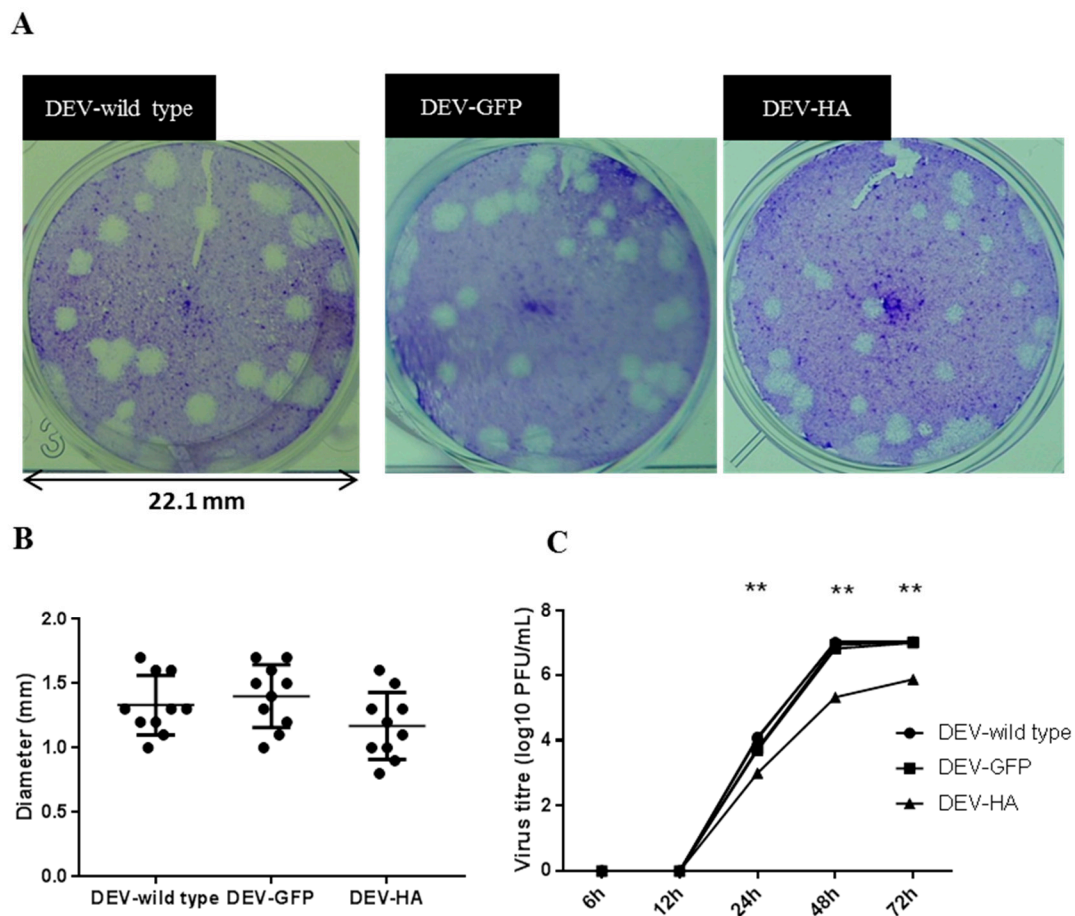 A
DEV-wild type
DEV-GFP
DEV-HA
3
22.1 mm
B
2.0
1.5
1.0
0.5
0.0
Diameter (mm)
DEV-wild type
DEV-GFP
DEV-HA
C
** ** **
8
6
4
2
0
Virus titre (log10 PFU/mL)
DEV-wild type
DEV-GFP
DEV-HA
6h
12h
24h
48h
72h